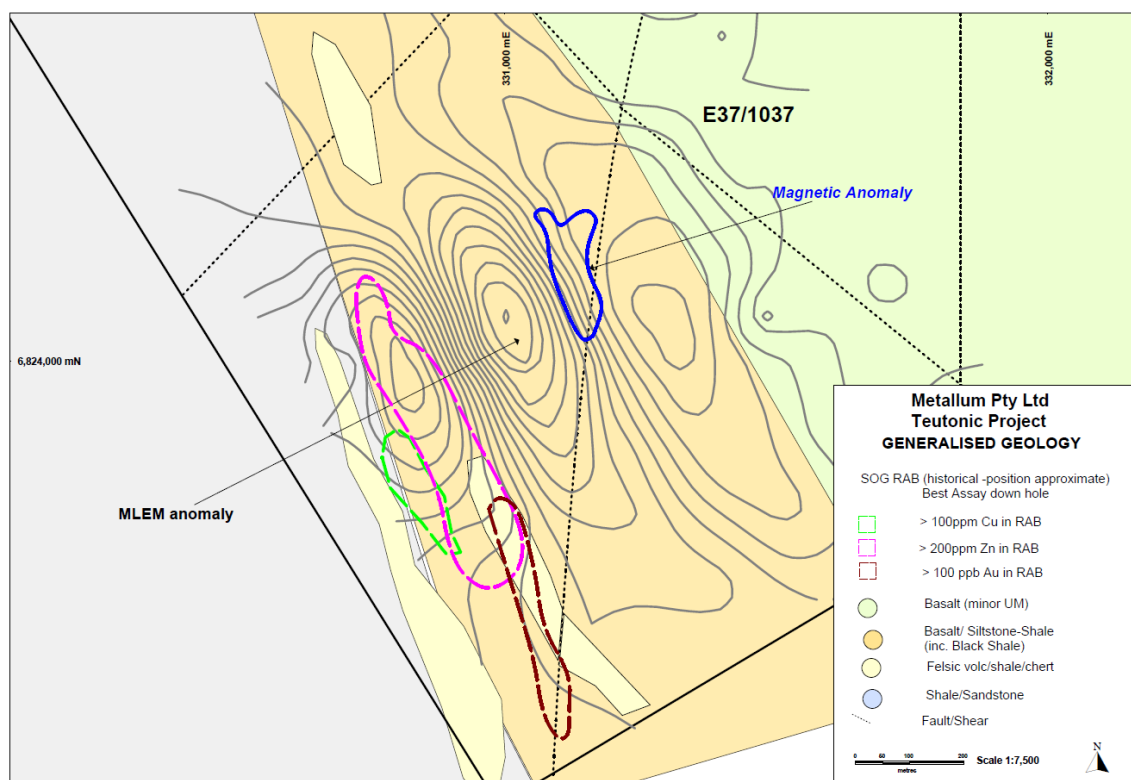 331,000 mE
332,000 mE
E37/1037
Magnetic Anomaly
6,824,000 mN
MLEM anomaly
Metallum Pty Ltd
Teutonic Project
GENERALISED GEOLOGY
SOG RAB (historical -position approximate)
Best Assay down hole
> 100ppm Cu in RAB
> 200ppm Zn in RAB
> 100 ppb Au in RAB
Basalt (minor UM)
Basalt/ Siltstone-Shale
(inc. Black Shale)
Felsic volc/shale/chert
Shale/Sandstone
Fault/Shear
0 50 100 200
metres
Scale 1:7,500
N